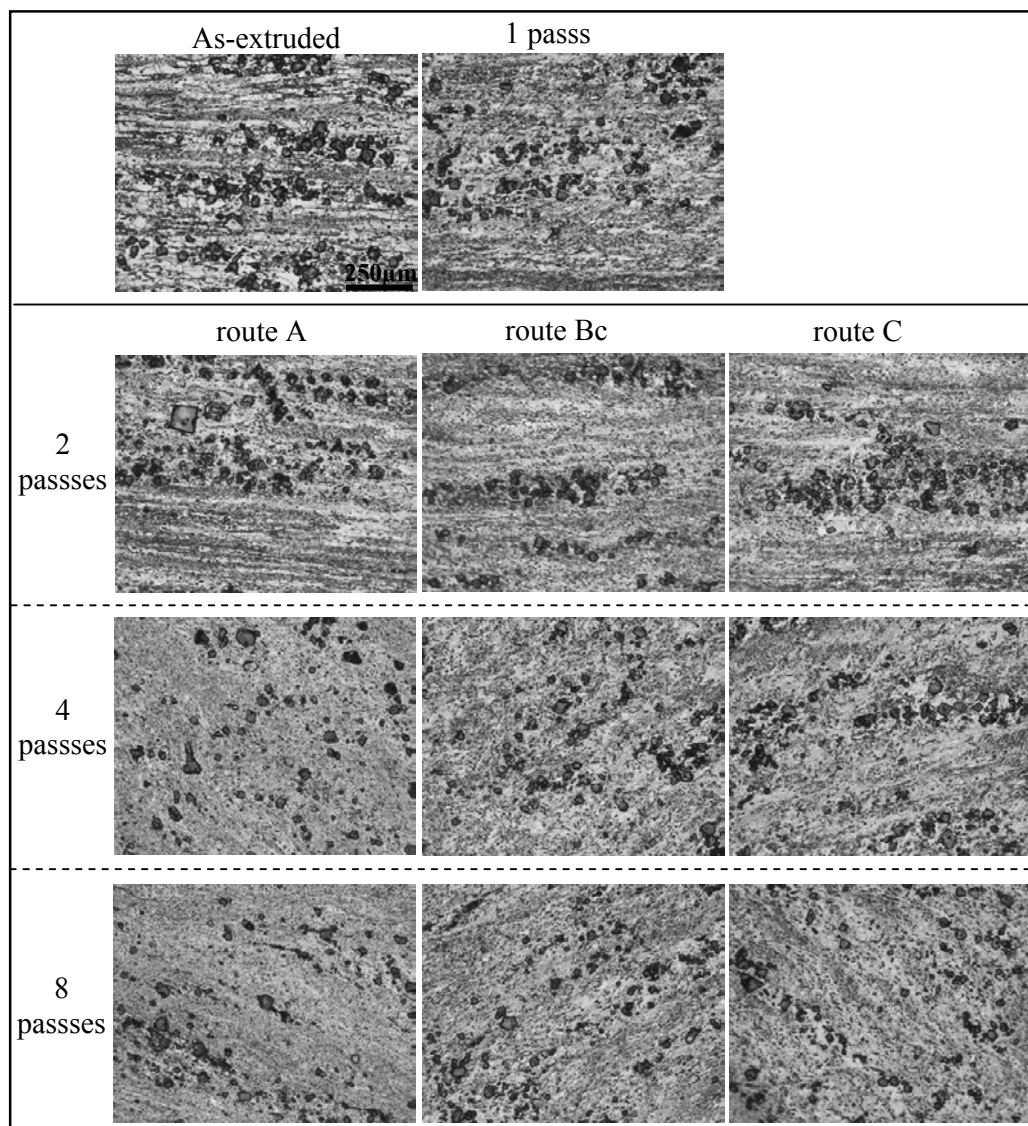 As-extruded
1 passs
250μm
route A
route Bc
route C
2
passses
4
passses
8
passses